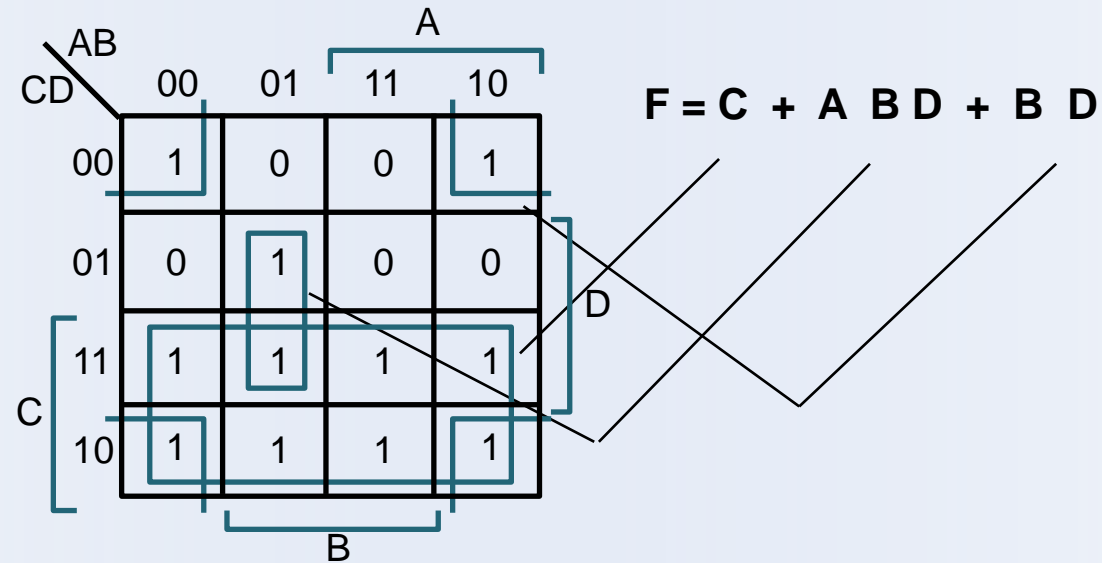 A
AB
CD
00 01 11 10
F = C + A B D + B D
00 1 0 0 1
01 0 1 0 0
D
11 1 1 1 1
C
10 1 1 1 1
B